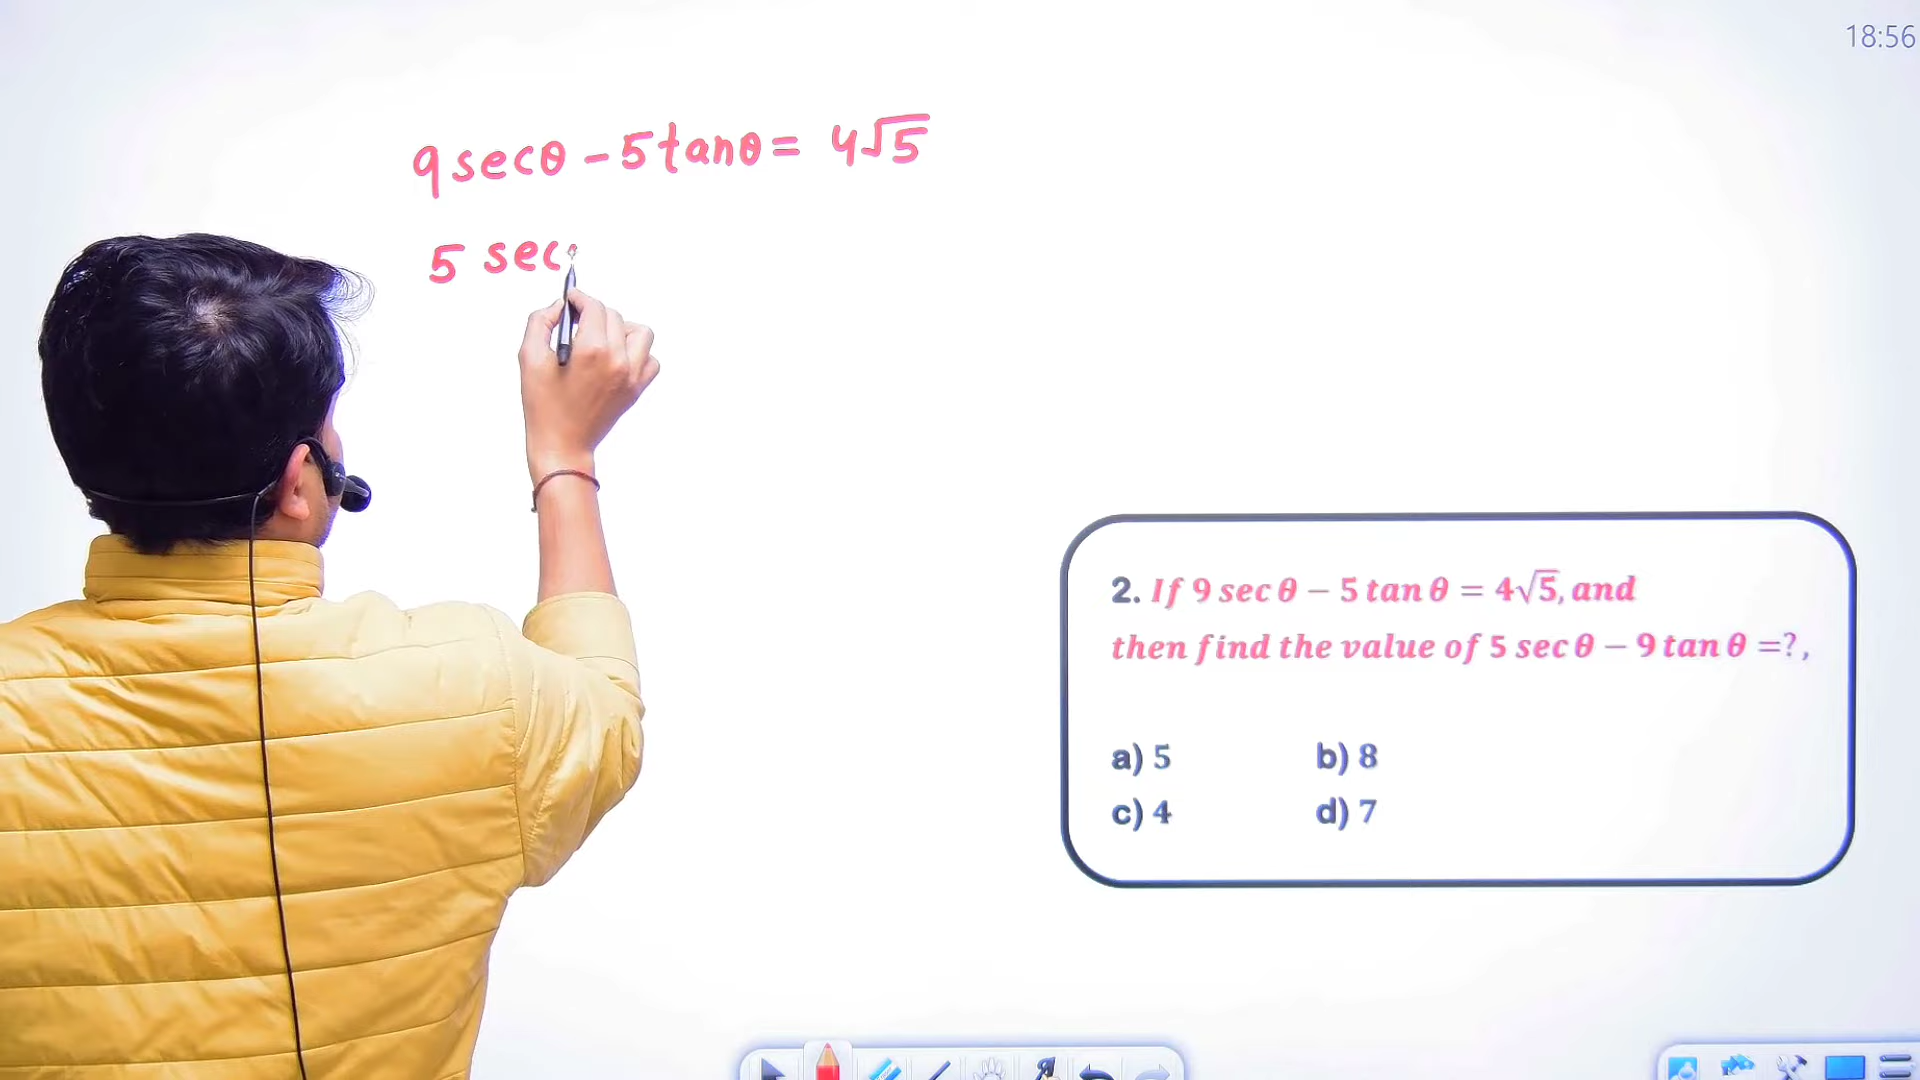 18:56
9secθ - 5tanθ = 4√5
5 sec
2. If 9 sec θ − 5 tan θ = 4√5, and
then find the value of 5 sec θ − 9 tan θ =?,
a) 5 b) 8
c) 4 d) 7